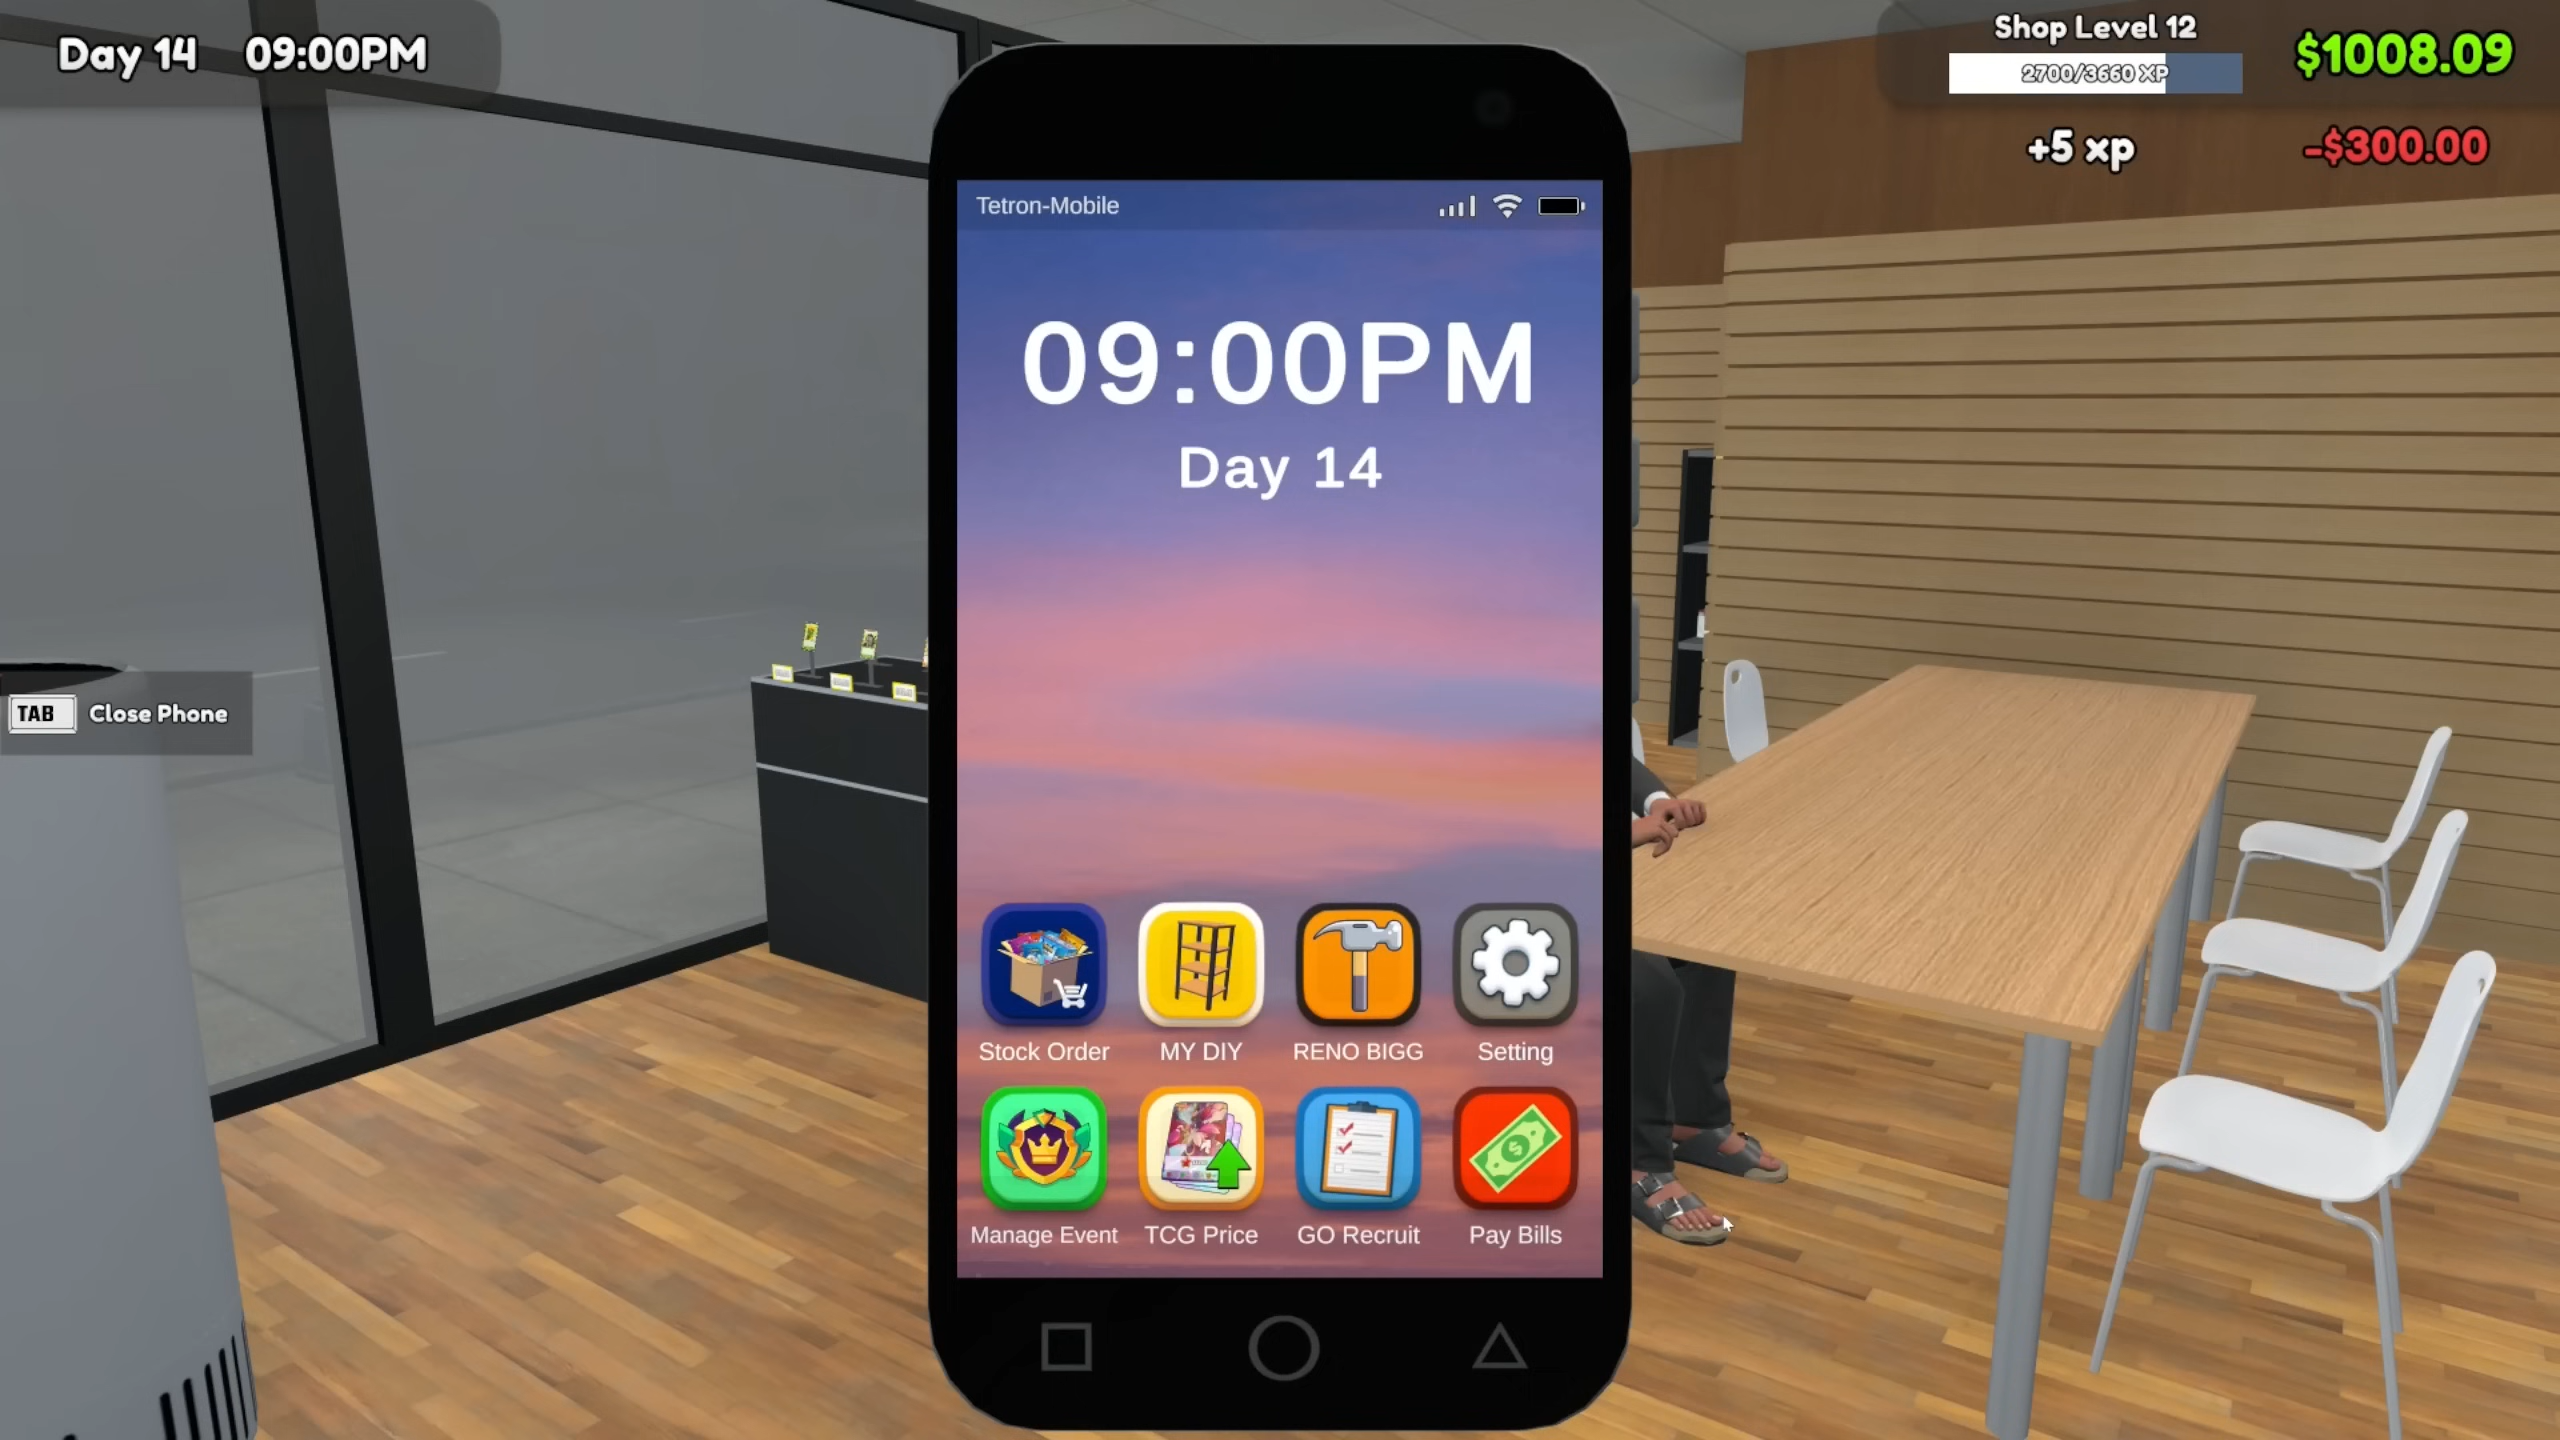 Day 14 09:00PM
Shop Level 12
2700/3660 XP
$1008.09
+5 xp
-$300.00
Tetron-Mobile
09:00PM
Day 14
TAB Close Phone
Stock Order
MY DIY
RENO BIGG
Setting
Manage Event
TCG Price
GO Recruit
Pay Bills